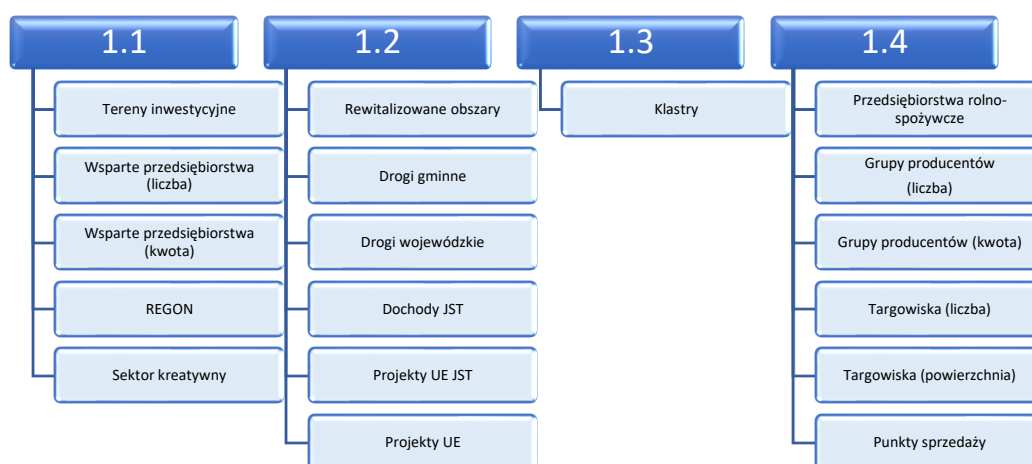 1.1
Tereny inwestycyjne
Wsparte przedsiębiorstwa
(liczba)
Wsparte przedsiębiorstwa
(kwota)
REGON
Sektor kreatywny
1.2
Rewitalizowane obszary
Drogi gminne
Drogi wojewódzkie
Dochody JST
Projekty UE JST
Projekty UE
1.3
Klastry
1.4
Przedsiębiorstwa rolno-
spożywcze
Grupy producentów
(liczba)
Grupy producentów (kwota)
Targowiska (liczba)
Targowiska (powierzchnia)
Punkty sprzedaży